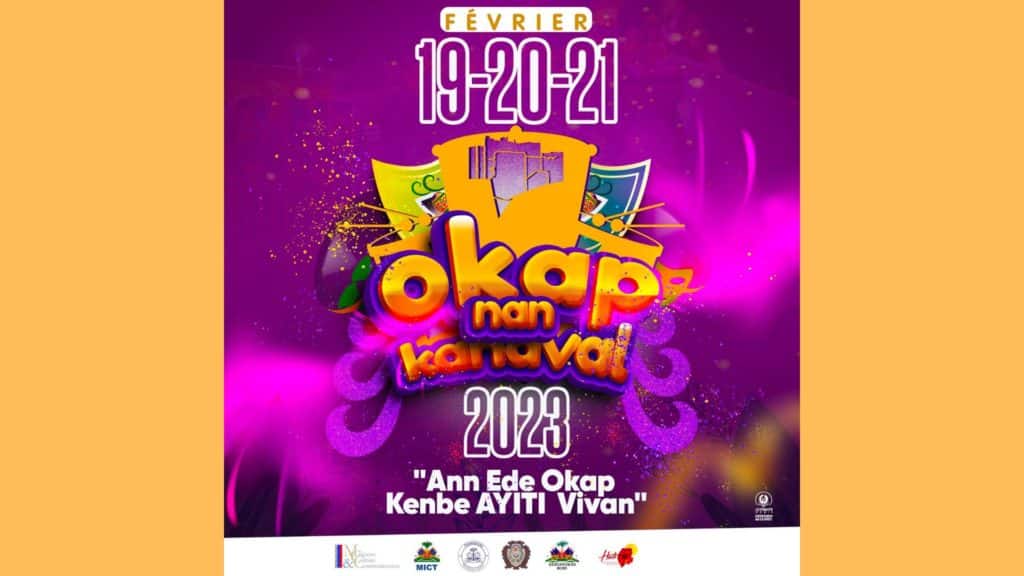 FÉVRIER
19-20-21
okap
nan
kanaval
2023
"Ann Ede Okap
Kenbe AYITI Vivan"
MICT